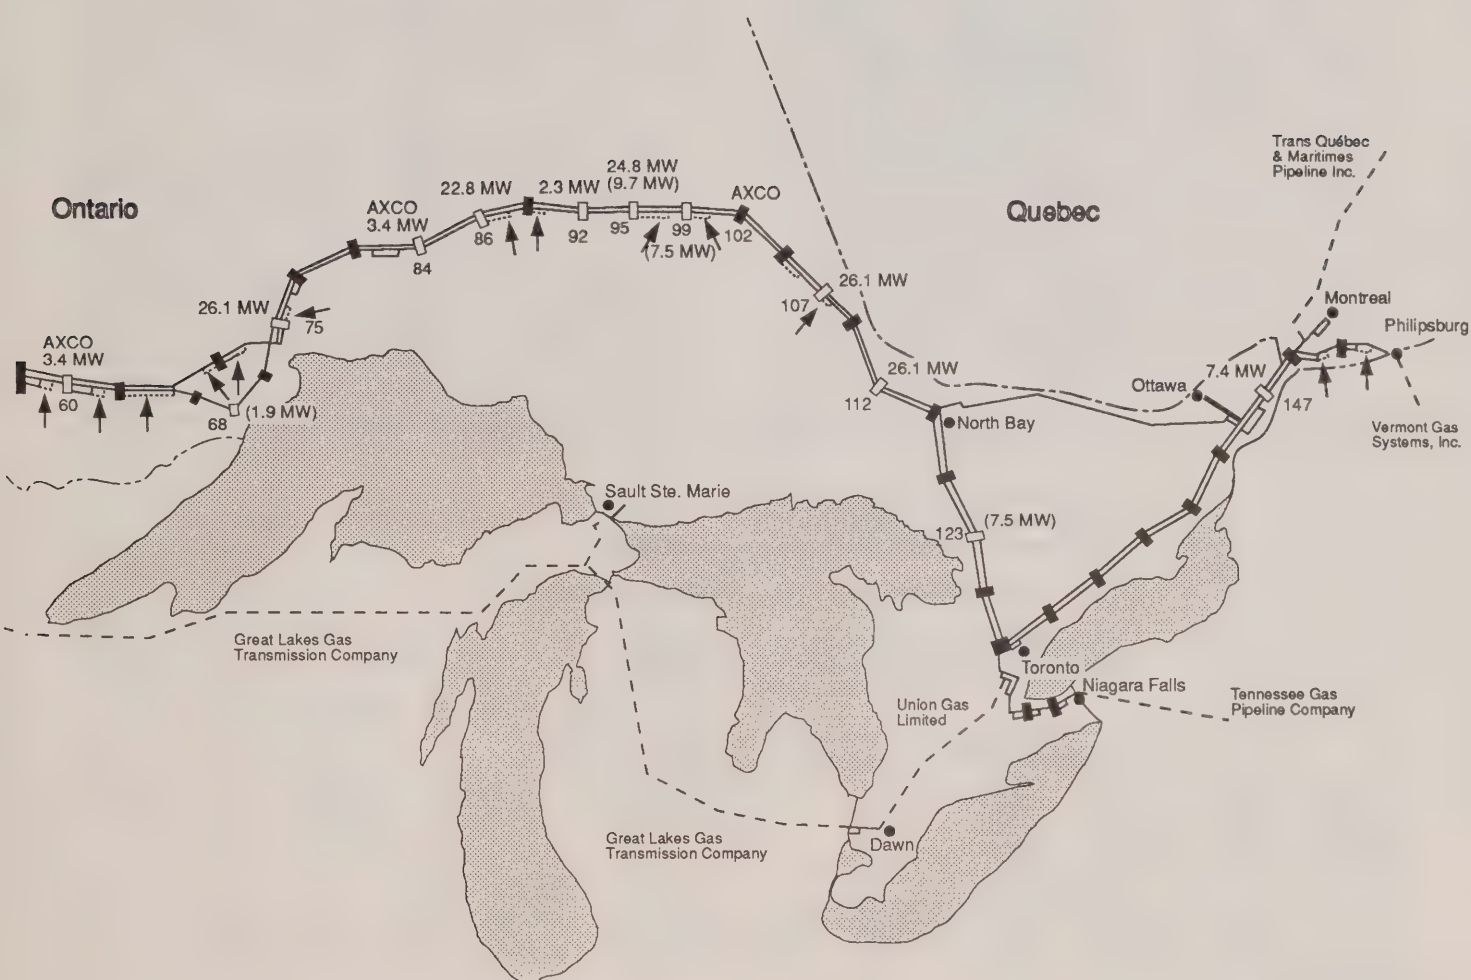 Trans Québec
& Maritimes
Pipeline Inc.
Ontario
Quebec
24.8 MW
(9.7 MW)
22.8 MW
2.3 MW
AXCO
AXCO
3.4 MW
86
92
95
99
102
(7.5 MW)
84
26.1 MW
107
26.1 MW
75
Montreal
Philipsburg
AXCO
3.4 MW
60
68
(1.9 MW)
26.1 MW
112
7.4 MW
Ottawa
147
North Bay
Vermont Gas
Systems, Inc.
Sault Ste. Marie
123
(7.5 MW)
Great Lakes Gas
Transmission Company
Toronto
Niagara Falls
Union Gas
Limited
Tennessee Gas
Pipeline Company
Great Lakes Gas
Transmission Company
Dawn